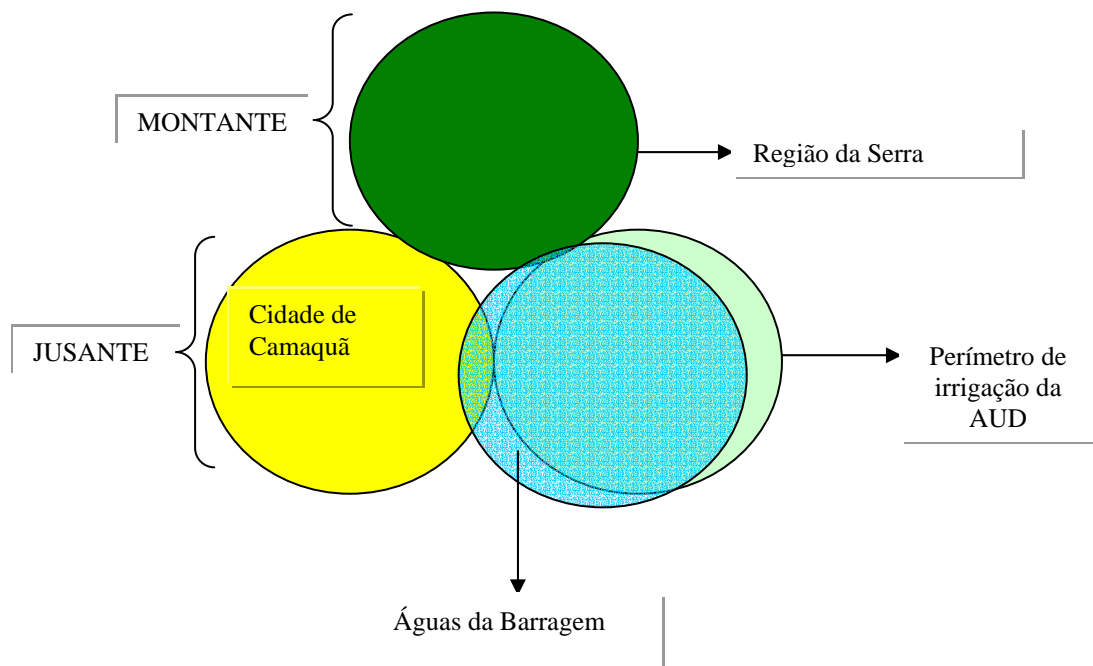 MONTANTE
Região da Serra
Cidade de
Camaquã
JUSANTE
Perímetro de
irrigação da
AUD
Águas da Barragem